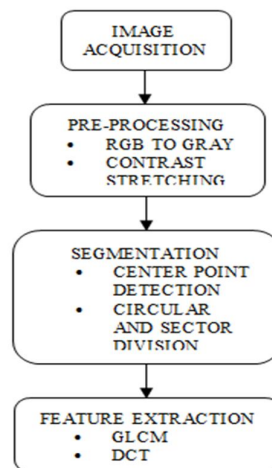 IMAGE
ACQUISITION
PRE-PROCESSING
• RGB TO GRAY
• CONTRAST
STRETCHING
SEGMENTATION
• CENTER POINT
DETECTION
• CIRCULAR
AND SECTOR
DIVISION
FEATURE EXTRACTION
• GLCM
• DCT